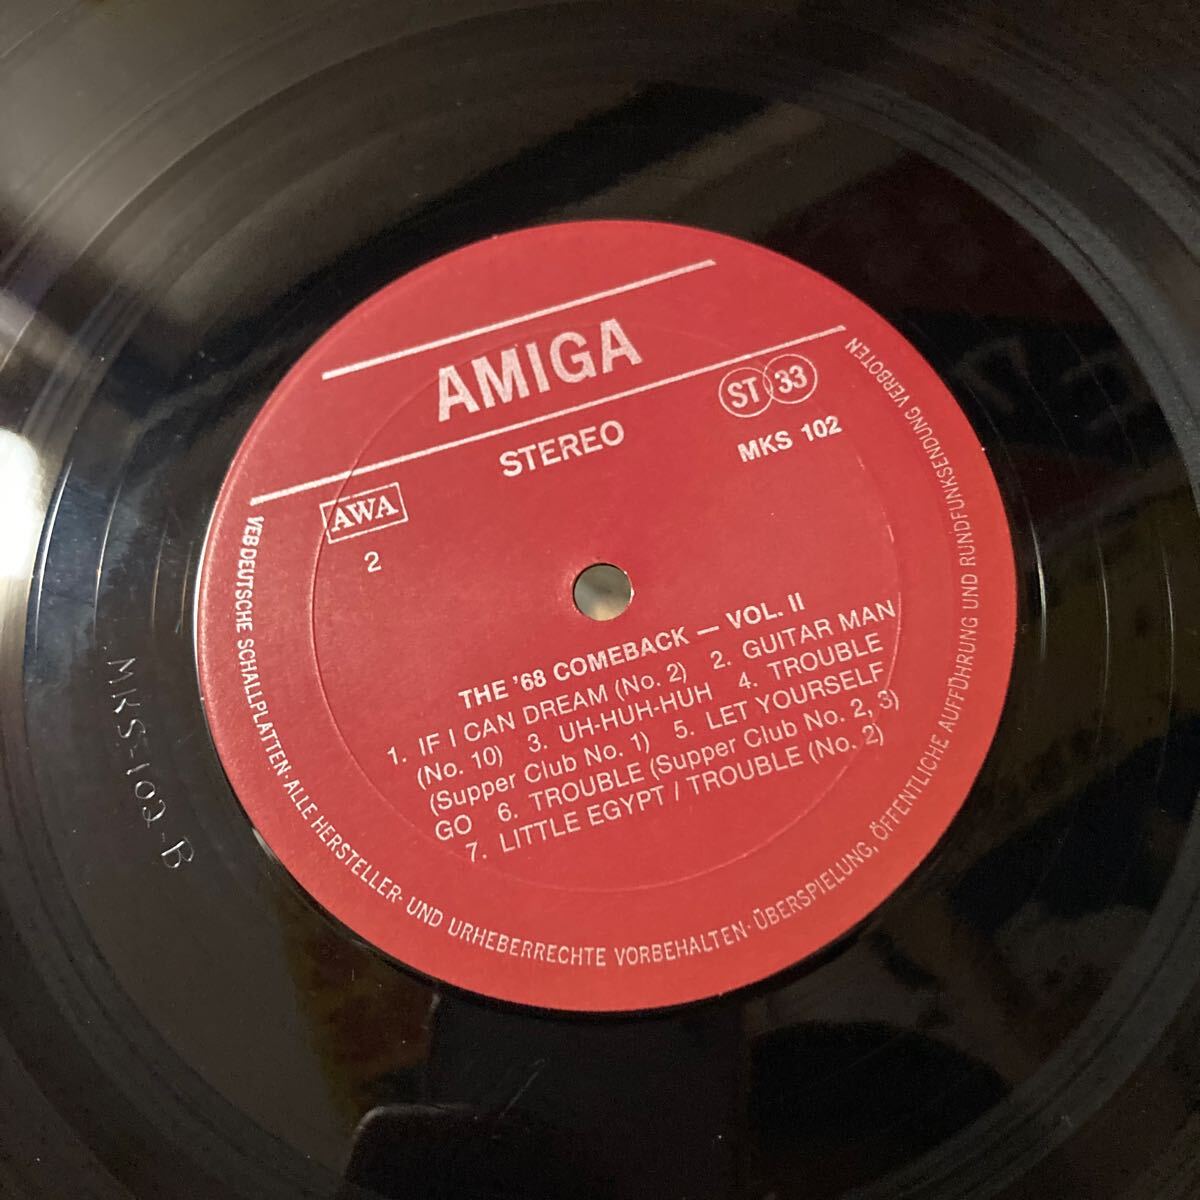 AMIGA
STEREO
ST 33
MKS 102
AWA
2
THE '68 COMEBACK — VOL. II
1. IF I CAN DREAM (No. 2) 2. GUITAR MAN
(No. 10) 3. UH-HUH-HUH 4. TROUBLE
(Supper Club No. 1) 5. LET YOURSELF
GO 6. TROUBLE (Supper Club No. 2, 3)
7. LITTLE EGYPT / TROUBLE (No. 2)
VEB DEUTSCHE SCHALLPLATTEN·ALLE HERSTELLER- UND URHEBERRECHTE VORBEHALTEN·ÜBERSPIELUNG, ÖFFENTLICHE AUFFÜHRUNG UND RUNDFUNKSENDUNG VERBOTEN
MKS-102-B